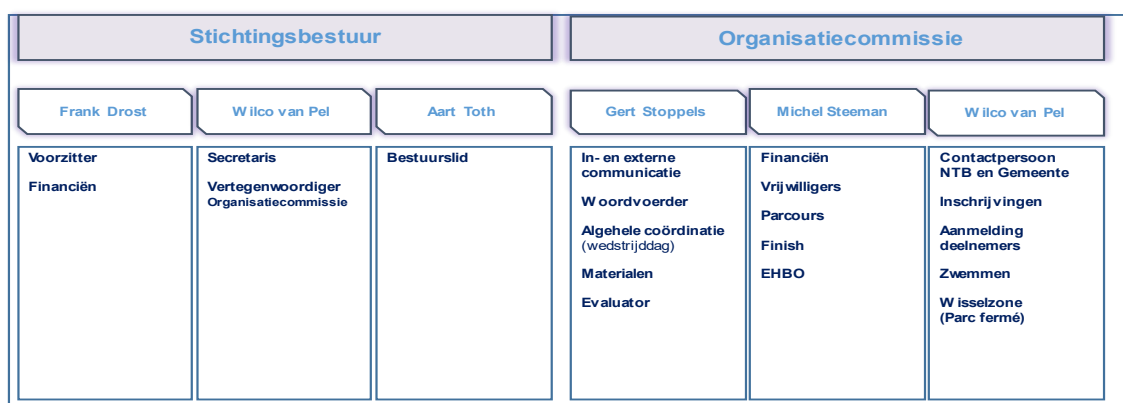 Stichtingsbestuur
Organisatiecommissie
Frank Drost
Wilco van Pel
Aart Toth
Gert Stoppels
Michel Steeman
Wilco van Pel
Voorzitter
Financiën
Secretaris
Vertegenwoordiger
Organisatiecommissie
Bestuurslid
In- en externe
communicatie
Woordvoerder
Algehele coördinatie
(wedstrijddag)
Materialen
Evaluator
Financiën
Vrijwilligers
Parcours
Finish
EHBO
Contactpersoon
NTB en Gemeente
Inschrijvingen
Aanmelding
deelnemers
Zwemmen
Wisselzone
(Parc fermé)